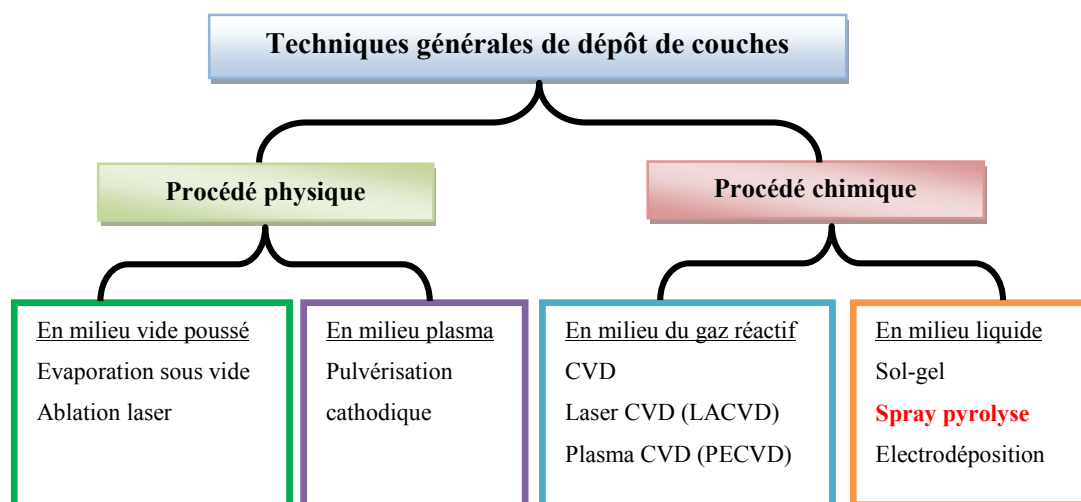 Techniques générales de dépôt de couches
Procédé physique
Procédé chimique
En milieu vide poussé
Evaporation sous vide
Ablation laser
En milieu plasma
Pulvérisation
cathodique
En milieu du gaz réactif
CVD
Laser CVD (LACVD)
Plasma CVD (PECVD)
En milieu liquide
Sol-gel
Spray pyrolyse
Electrodéposition